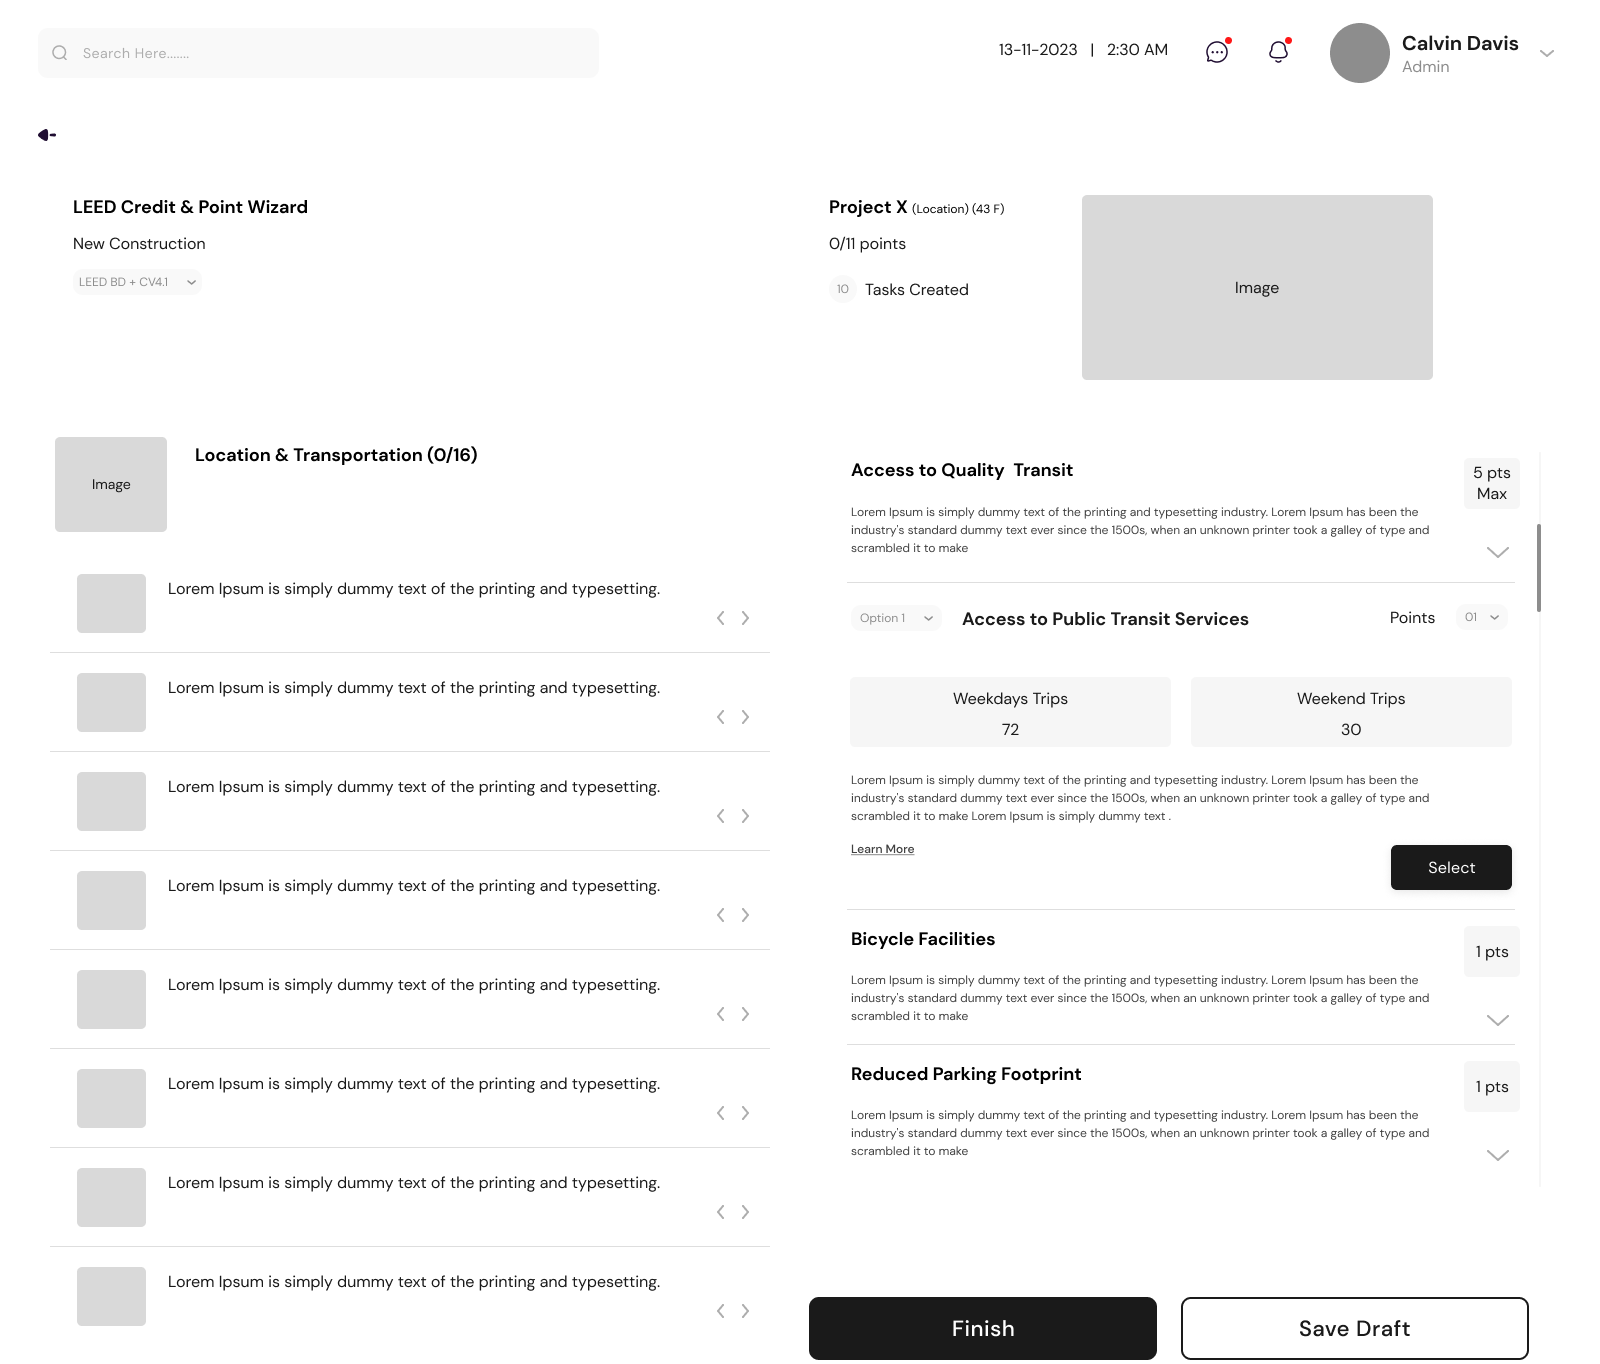 Search Here.......
13-11-2023 | 2:30 AM
Calvin Davis
Admin
LEED Credit & Point Wizard
New Construction
LEED BD + CV4.1
Project X (Location) (43 F)
0/11 points
10 Tasks Created
Image
Image
Location & Transportation (0/16)
Lorem Ipsum is simply dummy text of the printing and typesetting.
Lorem Ipsum is simply dummy text of the printing and typesetting.
Lorem Ipsum is simply dummy text of the printing and typesetting.
Lorem Ipsum is simply dummy text of the printing and typesetting.
Lorem Ipsum is simply dummy text of the printing and typesetting.
Lorem Ipsum is simply dummy text of the printing and typesetting.
Lorem Ipsum is simply dummy text of the printing and typesetting.
Lorem Ipsum is simply dummy text of the printing and typesetting.
Access to Quality  Transit
5 pts
Max
Lorem Ipsum is simply dummy text of the printing and typesetting industry. Lorem Ipsum has been the
industry's standard dummy text ever since the 1500s, when an unknown printer took a galley of type and
scrambled it to make
Option 1
Access to Public Transit Services
Points
01
Weekdays Trips
72
Weekend Trips
30
Lorem Ipsum is simply dummy text of the printing and typesetting industry. Lorem Ipsum has been the
industry's standard dummy text ever since the 1500s, when an unknown printer took a galley of type and
scrambled it to make Lorem Ipsum is simply dummy text .
Learn More
Select
Bicycle Facilities
1 pts
Lorem Ipsum is simply dummy text of the printing and typesetting industry. Lorem Ipsum has been the
industry's standard dummy text ever since the 1500s, when an unknown printer took a galley of type and
scrambled it to make
Reduced Parking Footprint
1 pts
Lorem Ipsum is simply dummy text of the printing and typesetting industry. Lorem Ipsum has been the
industry's standard dummy text ever since the 1500s, when an unknown printer took a galley of type and
scrambled it to make
Finish
Save Draft